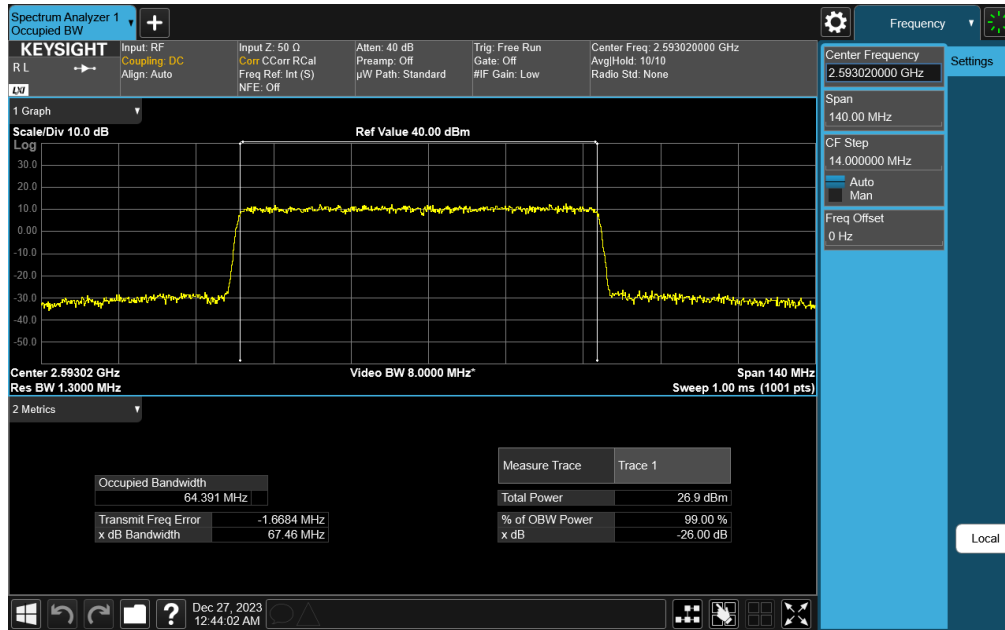 Spectrum Analyzer 1
Occupied BW
Frequency
KEYSIGHT
R L
LXI
Input: RF
Coupling: DC
Align: Auto
Input Z: 50 Ω
Corr CCorr RCal
Freq Ref: Int (S)
NFE: Off
Atten: 40 dB
Preamp: Off
µW Path: Standard
Trig: Free Run
Gate: Off
#IF Gain: Low
Center Freq: 2.593020000 GHz
Avg|Hold: 10/10
Radio Std: None
Center Frequency
2.593020000 GHz
Settings
Span
140.00 MHz
CF Step
14.000000 MHz
Auto
Man
Freq Offset
0 Hz
Local
1 Graph
Scale/Div 10.0 dB
Ref Value 40.00 dBm
Log
30.0
20.0
10.0
0.00
-10.0
-20.0
-30.0
-40.0
-50.0
Center 2.59302 GHz
Video BW 8.0000 MHz*
Span 140 MHz
Res BW 1.3000 MHz
Sweep 1.00 ms (1001 pts)
2 Metrics
Occupied Bandwidth
64.391 MHz
Transmit Freq Error -1.6684 MHz
x dB Bandwidth 67.46 MHz
Measure Trace Trace 1
Total Power 26.9 dBm
% of OBW Power 99.00 %
x dB -26.00 dB
?
Dec 27, 2023
12:44:02 AM